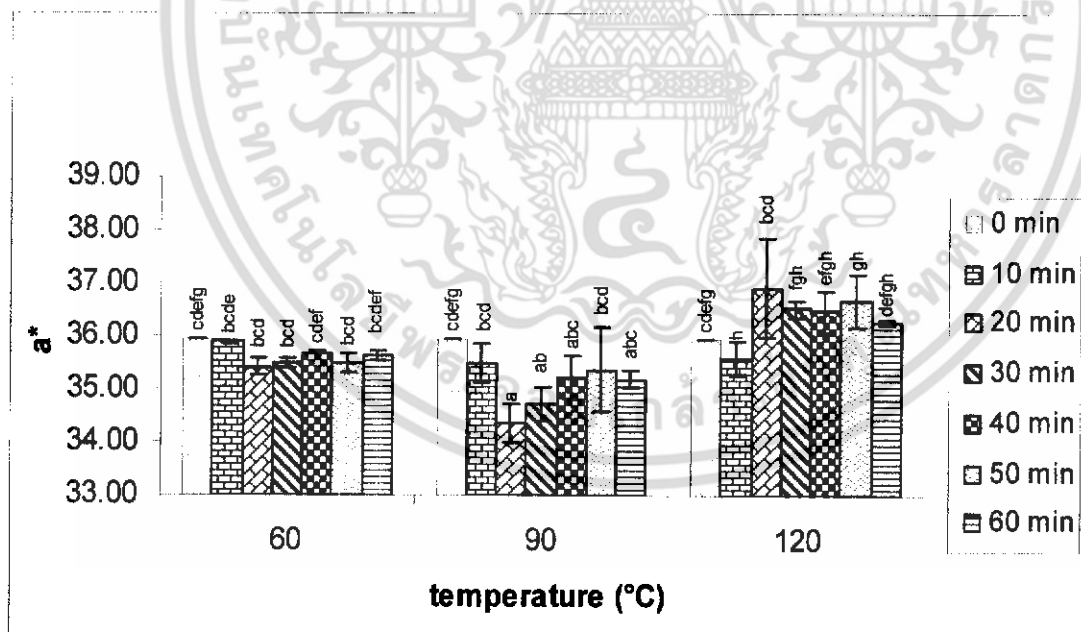 39.00
38.00
37.00
36.00
35.00
34.00
33.00
a*
cdefg
bcde
bcd
bcd
cdef
bcd
bcdef
cdefg
bcd
a
ab
abc
bcd
abc
cdefg
h
bcd
fgh
efgh
gh
defgh
60
90
120
temperature (°C)
0 min
10 min
20 min
30 min
40 min
50 min
60 min